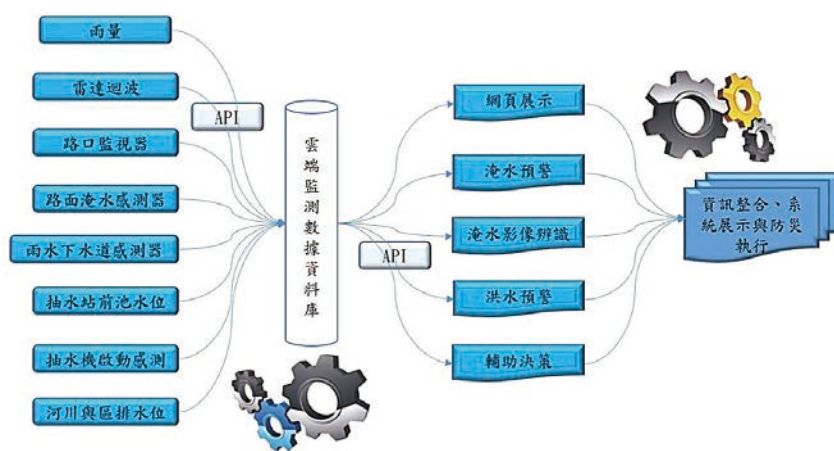 雨量
雷達迴波
路口監視器
路面淹水感測器
雨水下水道感測器
抽水站前池水位
抽水機啟動感測
河川與區排水位
API
雲端監測數據資料庫
API
網頁展示
淹水預警
淹水影像辨識
洪水預警
輔助決策
資訊整合、系
統展示與防災
執行